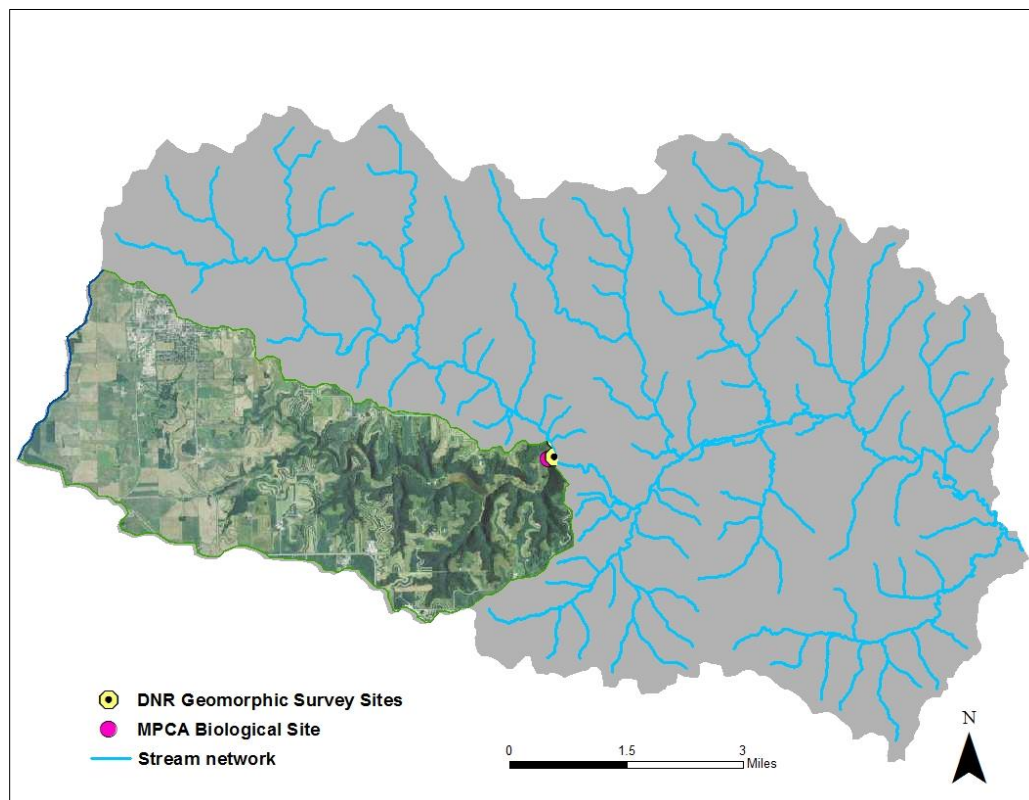 DNR Geomorphic Survey Sites
MPCA Biological Site
Stream network
0 1.5 3
Miles
N